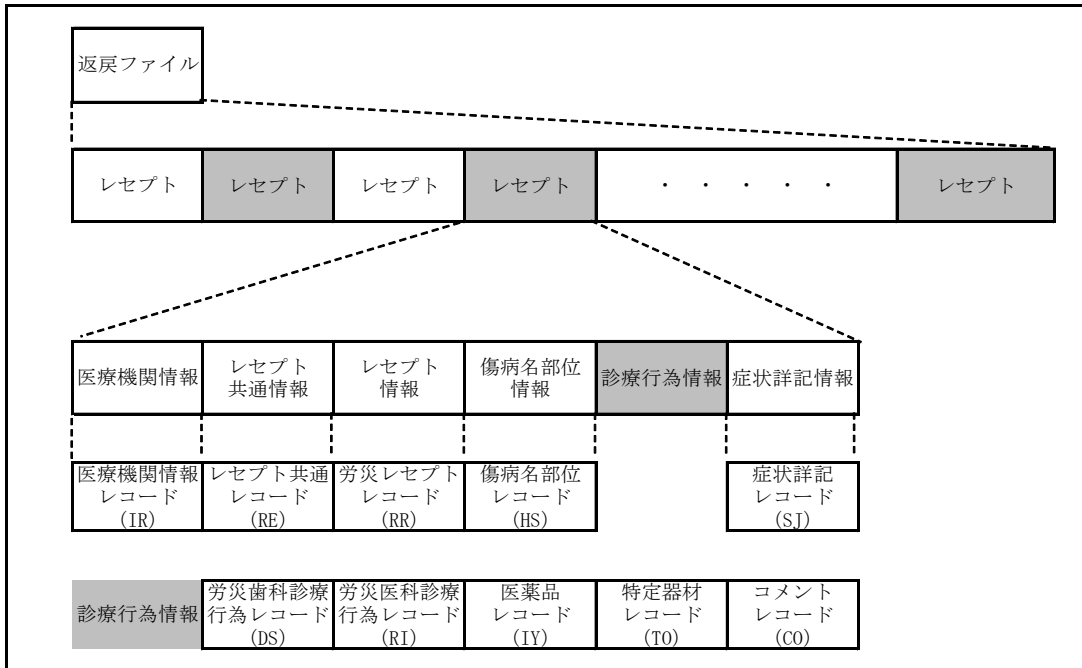 返戻ファイル
レセプト
レセプト
レセプト
レセプト
・ ・ ・ ・ ・
レセプト
医療機関情報
レセプト
共通情報
レセプト
情報
傷病名部位
情報
診療行為情報
症状詳記情報
医療機関情報
レコード
(IR)
レセプト共通
レコード
(RE)
労災レセプト
レコード
(RR)
傷病名部位
レコード
(HS)
症状詳記
レコード
(SJ)
診療行為情報
労災歯科診療
行為レコード
(DS)
労災医科診療
行為レコード
(RI)
医薬品
レコード
(IY)
特定器材
レコード
(TO)
コメント
レコード
(CO)